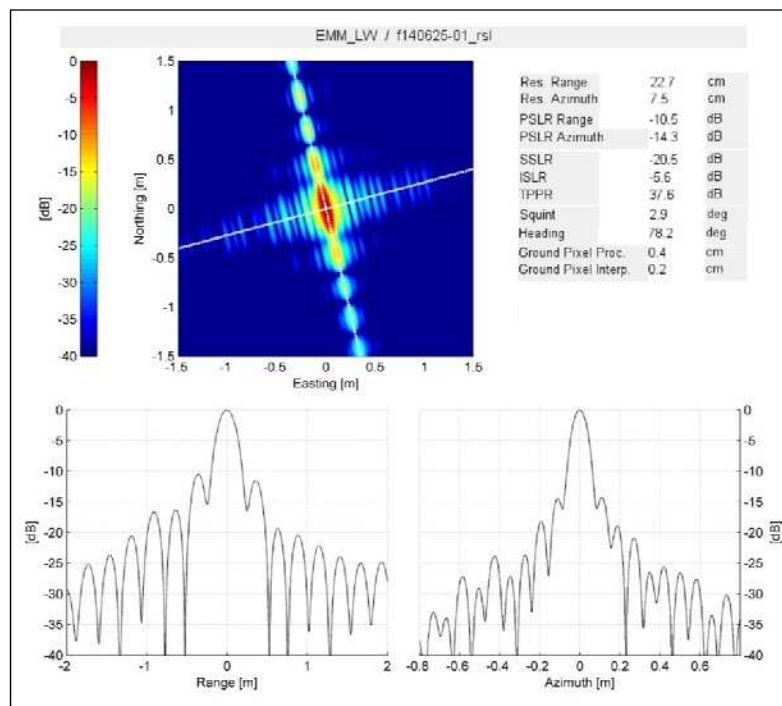 EMM_LW / f140625-01_rsl
0
-5
-10
-15
-20
-25
-30
-35
-40
[dB]
1.5
1
0.5
0
-0.5
-1
-1.5
Northing [m]
-1.5 -1 -0.5 0 0.5 1 1.5
Easting [m]
Res. Range 22.7 cm
Res. Azimuth 7.5 cm
PSLR Range -10.5 dB
PSLR Azimuth -14.3 dB
SSLR -20.5 dB
ISLR -5.6 dB
TPPR 37.6 dB
Squint 2.9 deg
Heading 78.2 deg
Ground Pixel Proc. 0.4 cm
Ground Pixel Interp. 0.2 cm
0
-5
-10
-15
-20
-25
-30
-35
-40
[dB]
-2 -1 0 1 2
Range [m]
0
-5
-10
-15
-20
-25
-30
-35
-40
[dB]
-0.8 -0.6 -0.4 -0.2 0 0.2 0.4 0.6
Azimuth [m]